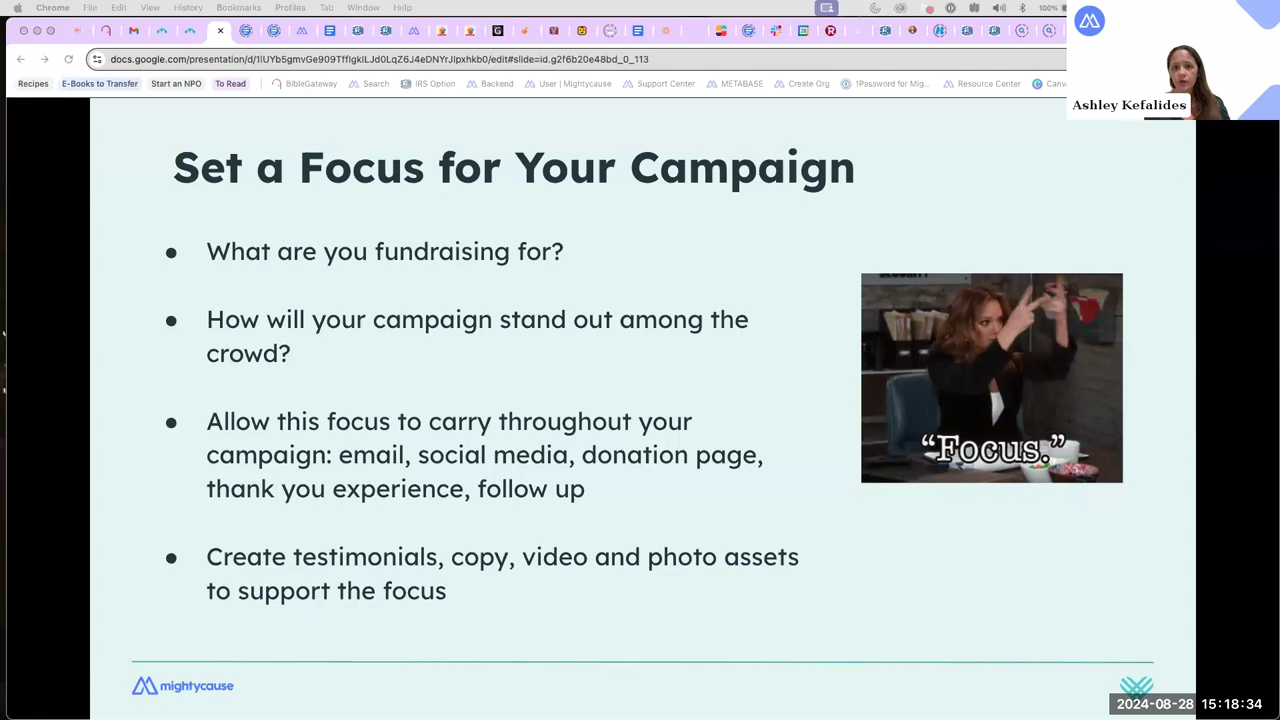 Chrome File Edit View History Bookmarks Profiles Tab Window Help 100%
docs.google.com/presentation/d/1lUYb5gmvGe909TfflgkiLJd0LqZ6J4eDNYrJlpxhkb0/edit#slide=id.g2f6b20e48bd_0_113
Recipes E-Books to Transfer Start an NPO To Read BibleGateway Search IRS Option Backend User | Mightycause Support Center METABASE Create Org 1Password for Mig... Resource Center Canv
Ashley Kefalides
Set a Focus for Your Campaign
● What are you fundraising for?
● How will your campaign stand out among the
crowd?
● Allow this focus to carry throughout your
campaign: email, social media, donation page,
thank you experience, follow up
● Create testimonials, copy, video and photo assets
to support the focus
“Focus.”
mightycause
2024-08-28 15:18:34